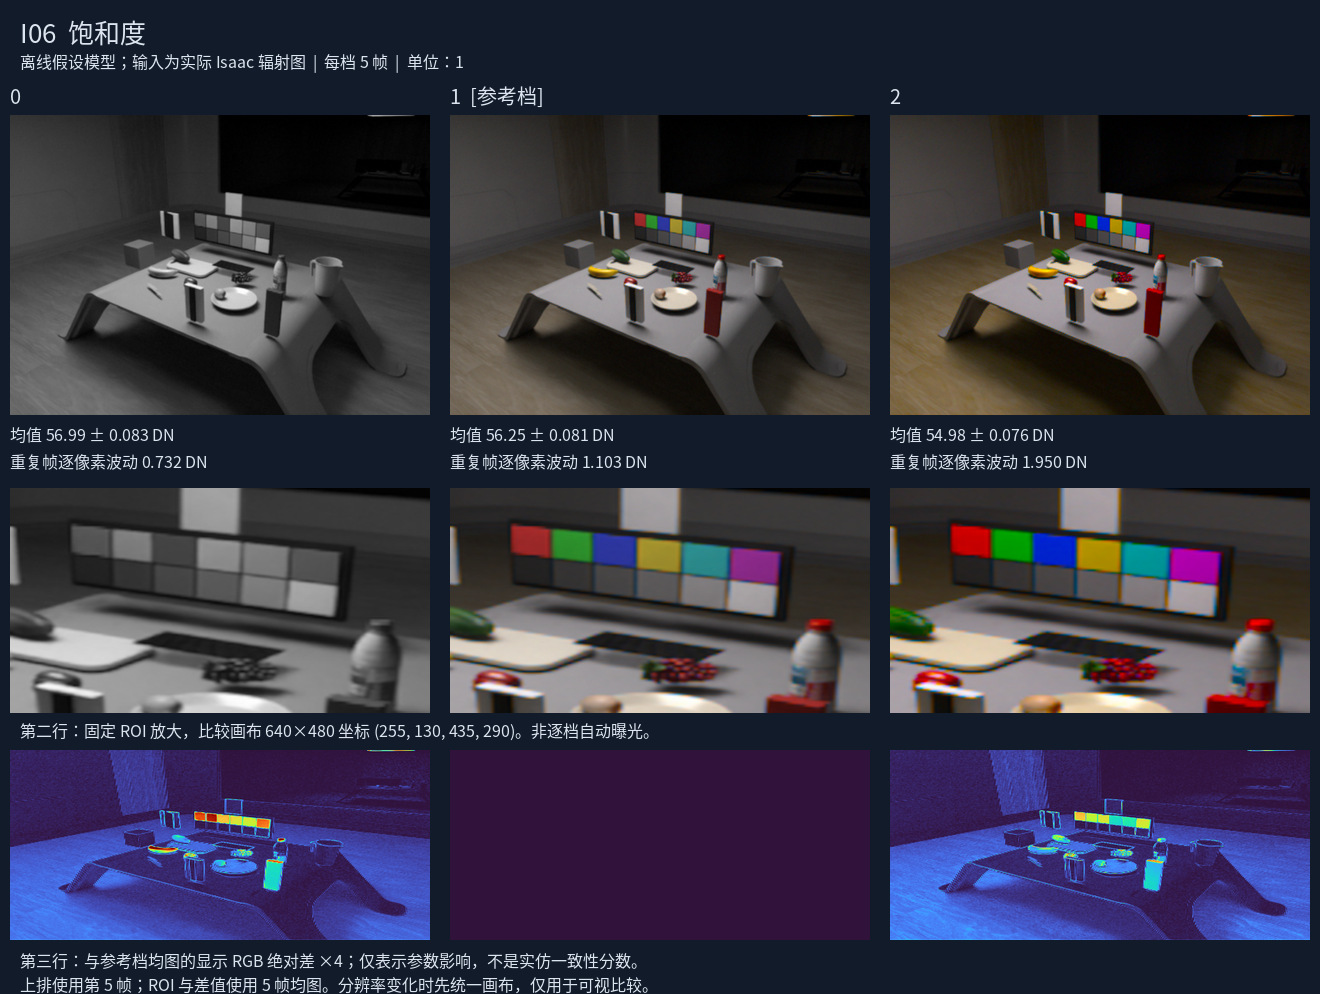 I06 饱和度
离线假设模型；输入为实际 Isaac 辐射图 | 每档 5 帧 | 单位：1
0
1 [参考档]
2
均值 56.99 ± 0.083 DN
重复帧逐像素波动 0.732 DN
均值 56.25 ± 0.081 DN
重复帧逐像素波动 1.103 DN
均值 54.98 ± 0.076 DN
重复帧逐像素波动 1.950 DN
第二行：固定 ROI 放大，比较画布 640×480 坐标 (255, 130, 435, 290)。非逐档自动曝光。
第三行：与参考档均图的显示 RGB 绝对差 ×4；仅表示参数影响，不是实仿一致性分数。
上排使用第 5 帧；ROI 与差值使用 5 帧均图。分辨率变化时先统一画布，仅用于可视比较。